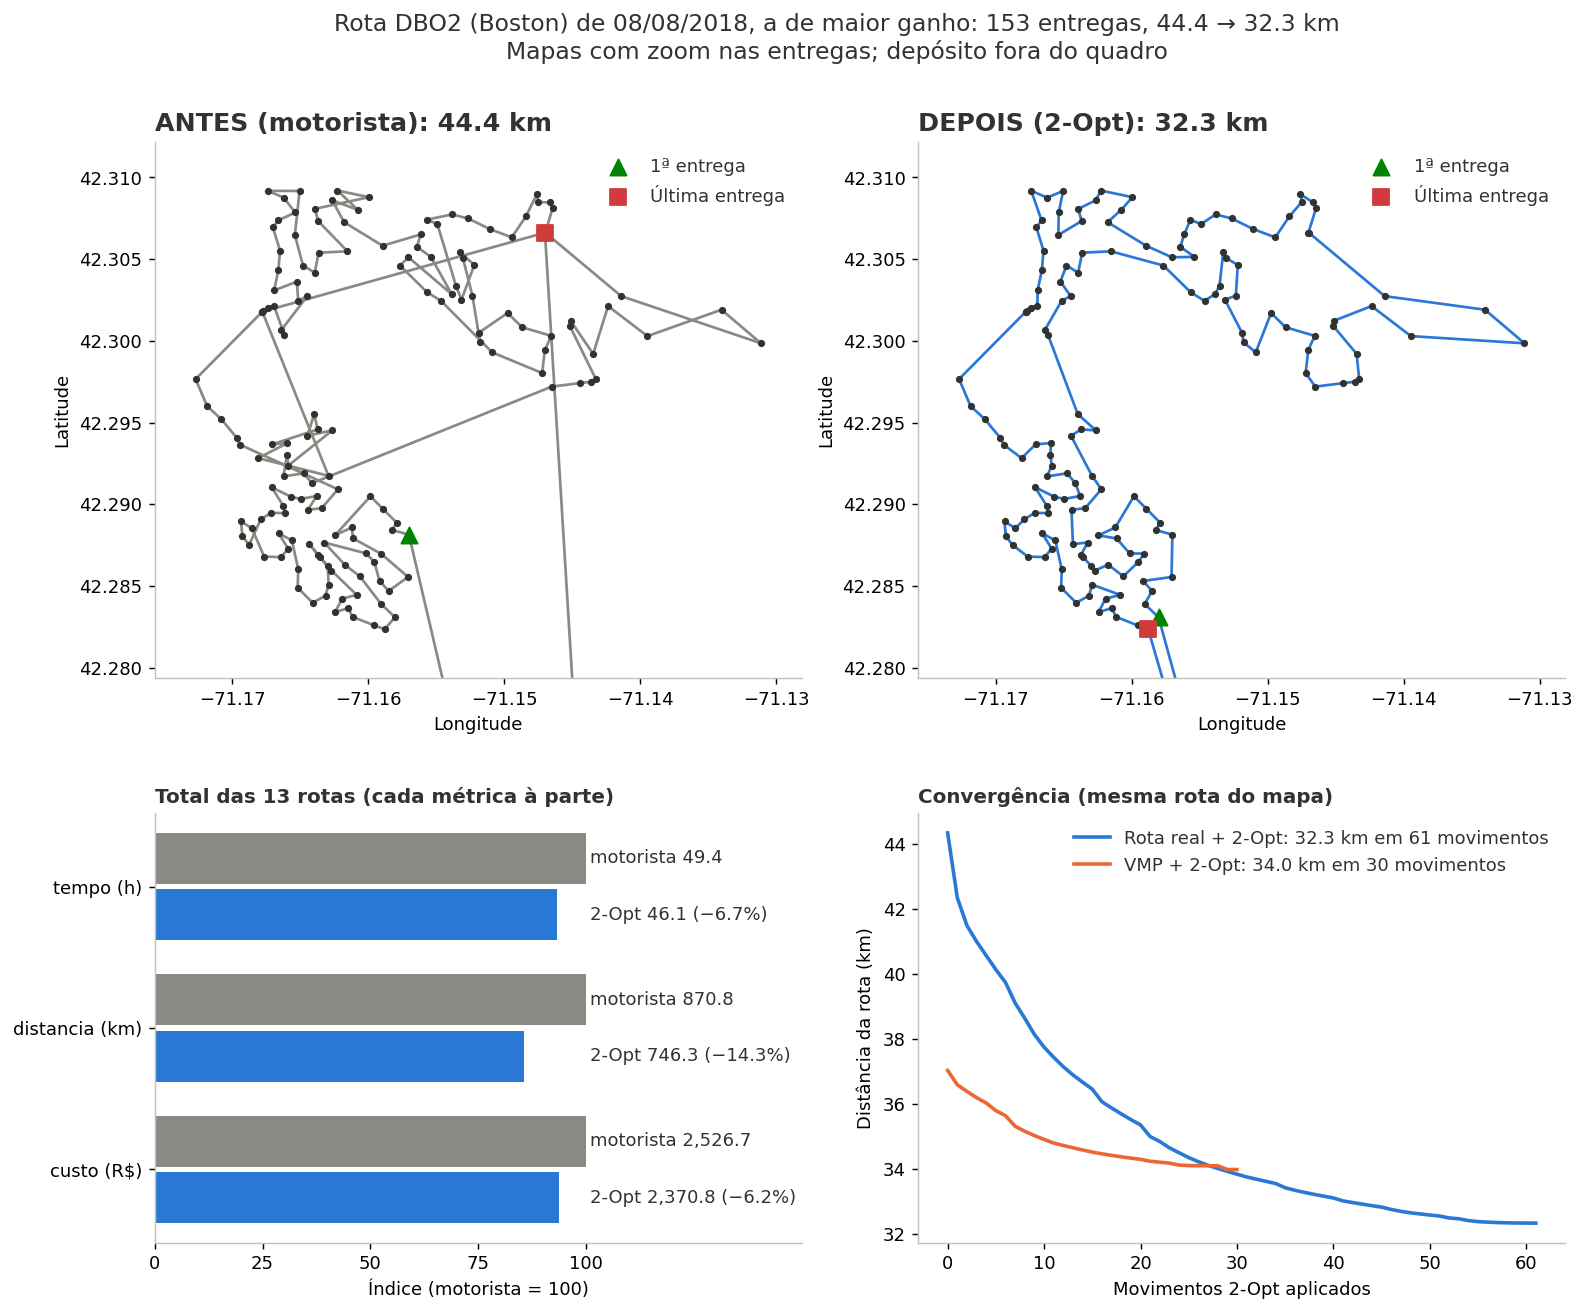 Rota DBO2 (Boston) de 08/08/2018, a de maior ganho: 153 entregas, 44.4 → 32.3 km
Mapas com zoom nas entregas; depósito fora do quadro
ANTES (motorista): 44.4 km
1ª entrega
Última entrega
42.310
42.305
42.300
42.295
42.290
42.285
42.280
Latitude
−71.17
−71.16
−71.15
−71.14
−71.13
Longitude
DEPOIS (2-Opt): 32.3 km
1ª entrega
Última entrega
42.310
42.305
42.300
42.295
42.290
42.285
42.280
Latitude
−71.17
−71.16
−71.15
−71.14
−71.13
Longitude
Total das 13 rotas (cada métrica à parte)
tempo (h)
motorista 49.4
2-Opt 46.1 (−6.7%)
distancia (km)
motorista 870.8
2-Opt 746.3 (−14.3%)
custo (R$)
motorista 2,526.7
2-Opt 2,370.8 (−6.2%)
0
25
50
75
100
Índice (motorista = 100)
Convergência (mesma rota do mapa)
Rota real + 2-Opt: 32.3 km em 61 movimentos
VMP + 2-Opt: 34.0 km em 30 movimentos
44
42
40
38
36
34
32
Distância da rota (km)
0
10
20
30
40
50
60
Movimentos 2-Opt aplicados